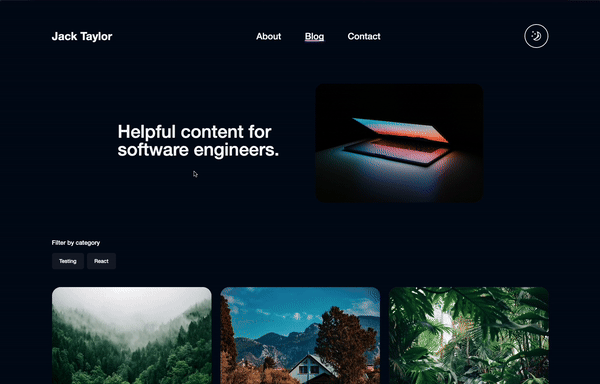 Jack Taylor
About
Blog
Contact
Helpful content for
software engineers.
Filter by category
Testing
React